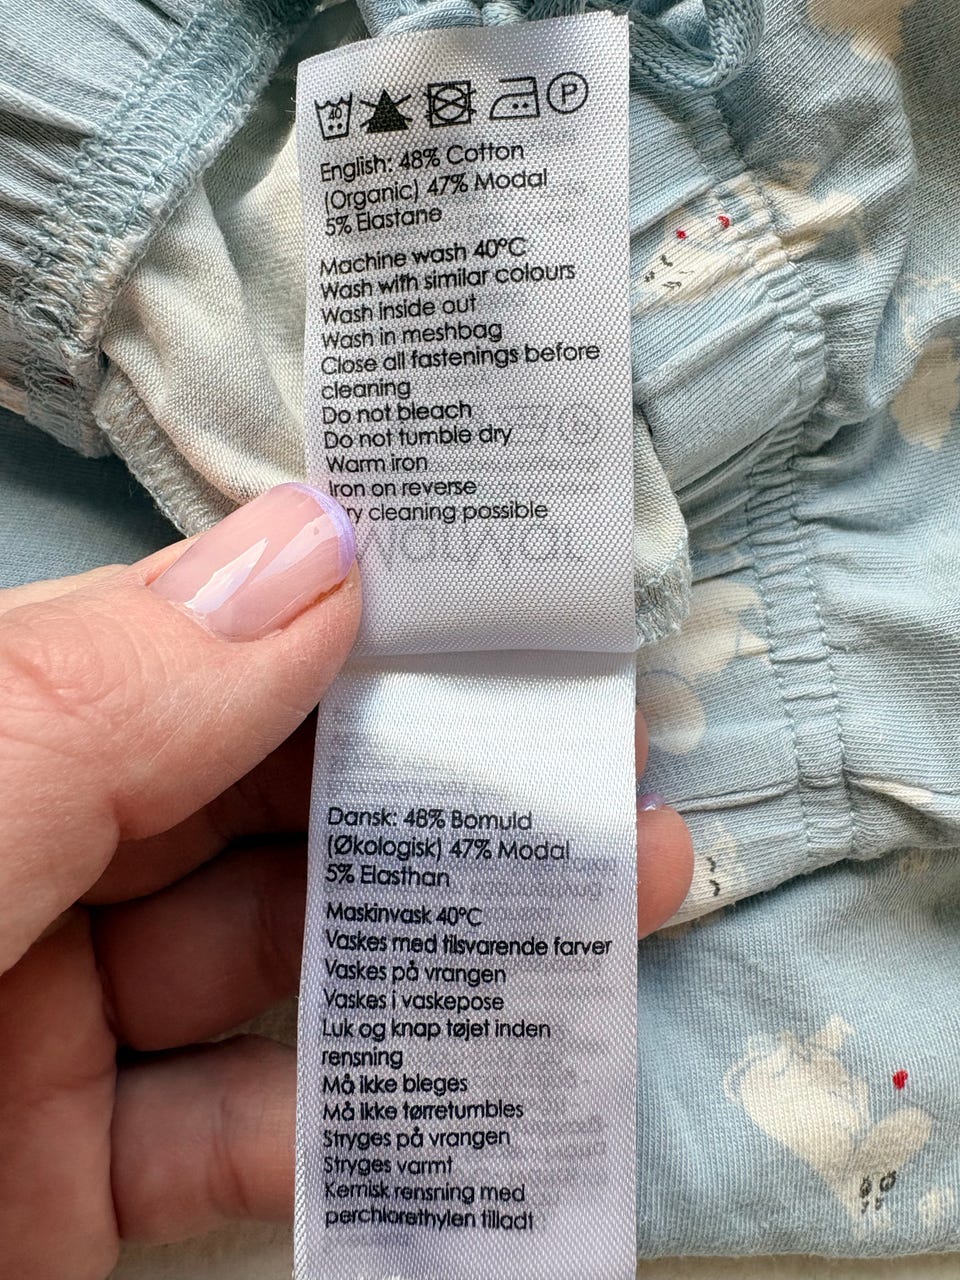 40
P
English: 48% Cotton
(Organic) 47% Modal
5% Elastane
Machine wash 40°C
Wash with similar colours
Wash inside out
Wash in meshbag
Close all fastenings before
cleaning
Do not bleach
Do not tumble dry
Warm iron
Iron on reverse
ry cleaning possible
Dansk: 48% Bomuld
(Økologisk) 47% Modal
5% Elasthan
Maskinvask 40°C
Vaskes med tilsvarende farver
Vaskes på vrangen
Vaskes i vaskepose
Luk og knap tøjet inden
rensning
Må ikke bleges
Må ikke tørretumbles
Stryges på vrangen
Stryges varmt
Kemisk rensning med
perchlorethylen tilladt